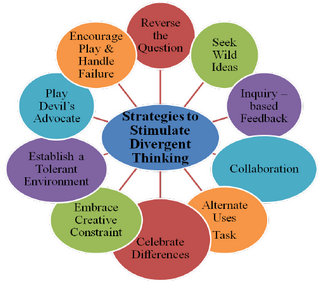 Reverse
the
Question
Seek
Wild
Ideas
Inquiry –
based
Feedback
Collaboration
Alternate
Uses
Task
Celebrate
Differences
Embrace
Creative
Constraint
Establish a
Tolerant
Environment
Play
Devil's
Advocate
Encourage
Play &
Handle
Failure
Strategies to
Stimulate
Divergent
Thinking